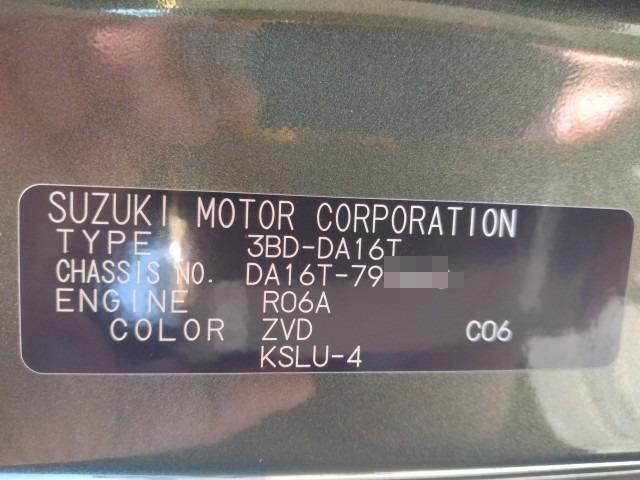 SUZUKI MOTOR CORPORATION
TYPE 3BD-DA16T
CHASSIS NO. DA16T-79
ENGINE R06A
COLOR ZVD C06
KSLU-4